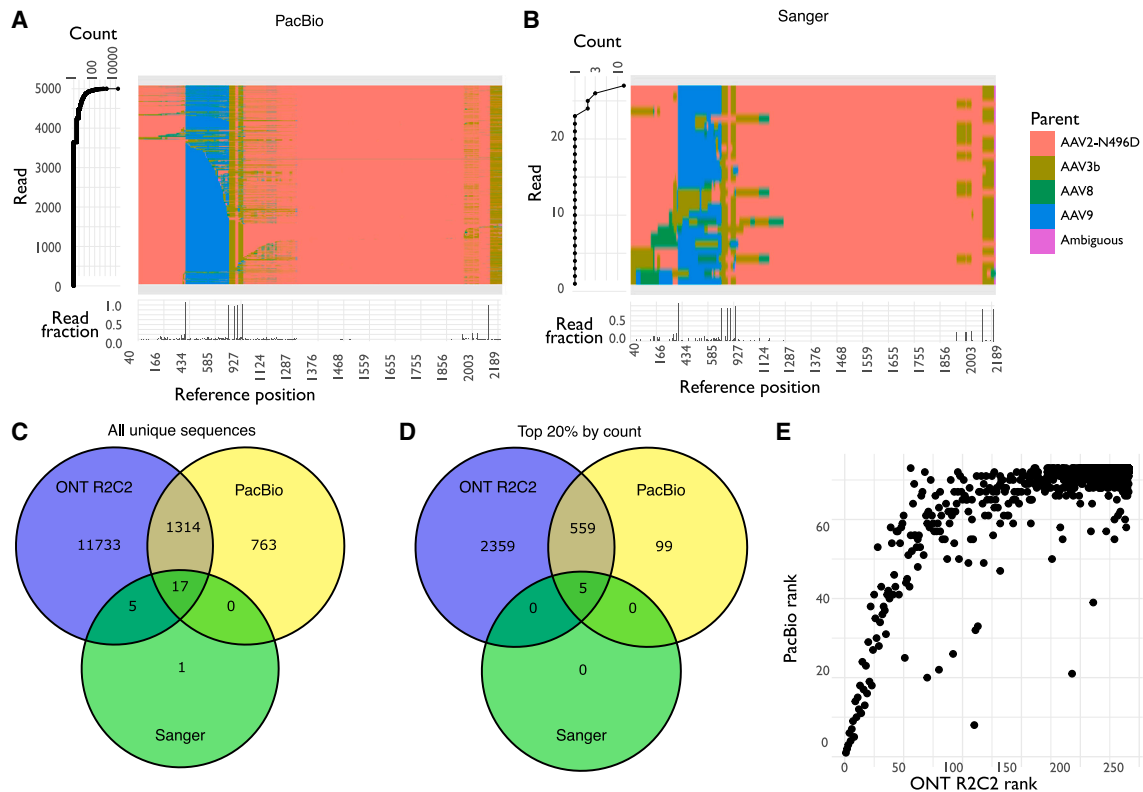 A
PacBio
Count
1
100
10000
5000
4000
3000
2000
1000
0
Read
1.0
0.5
0.0
Read
fraction
40
166
434
585
927
1124
1287
1376
1468
1559
1655
1744
1856
2003
2189
Reference position
B
Sanger
Count
1
3
10
20
10
0
Read
0.5
0.0
Read
fraction
40
166
434
585
927
1124
1287
1376
1468
1559
1655
1744
1856
2003
2189
Reference position
Parent
AAV2-N496D
AAV3b
AAV8
AAV9
Ambiguous
C
All unique sequences
ONT R2C2
PacBio
1314
11733
763
17
5
0
1
Sanger
D
Top 20% by count
ONT R2C2
PacBio
559
2359
99
5
0
0
0
Sanger
E
PacBio rank
60
40
20
0
0
50
100
150
200
250
ONT R2C2 rank